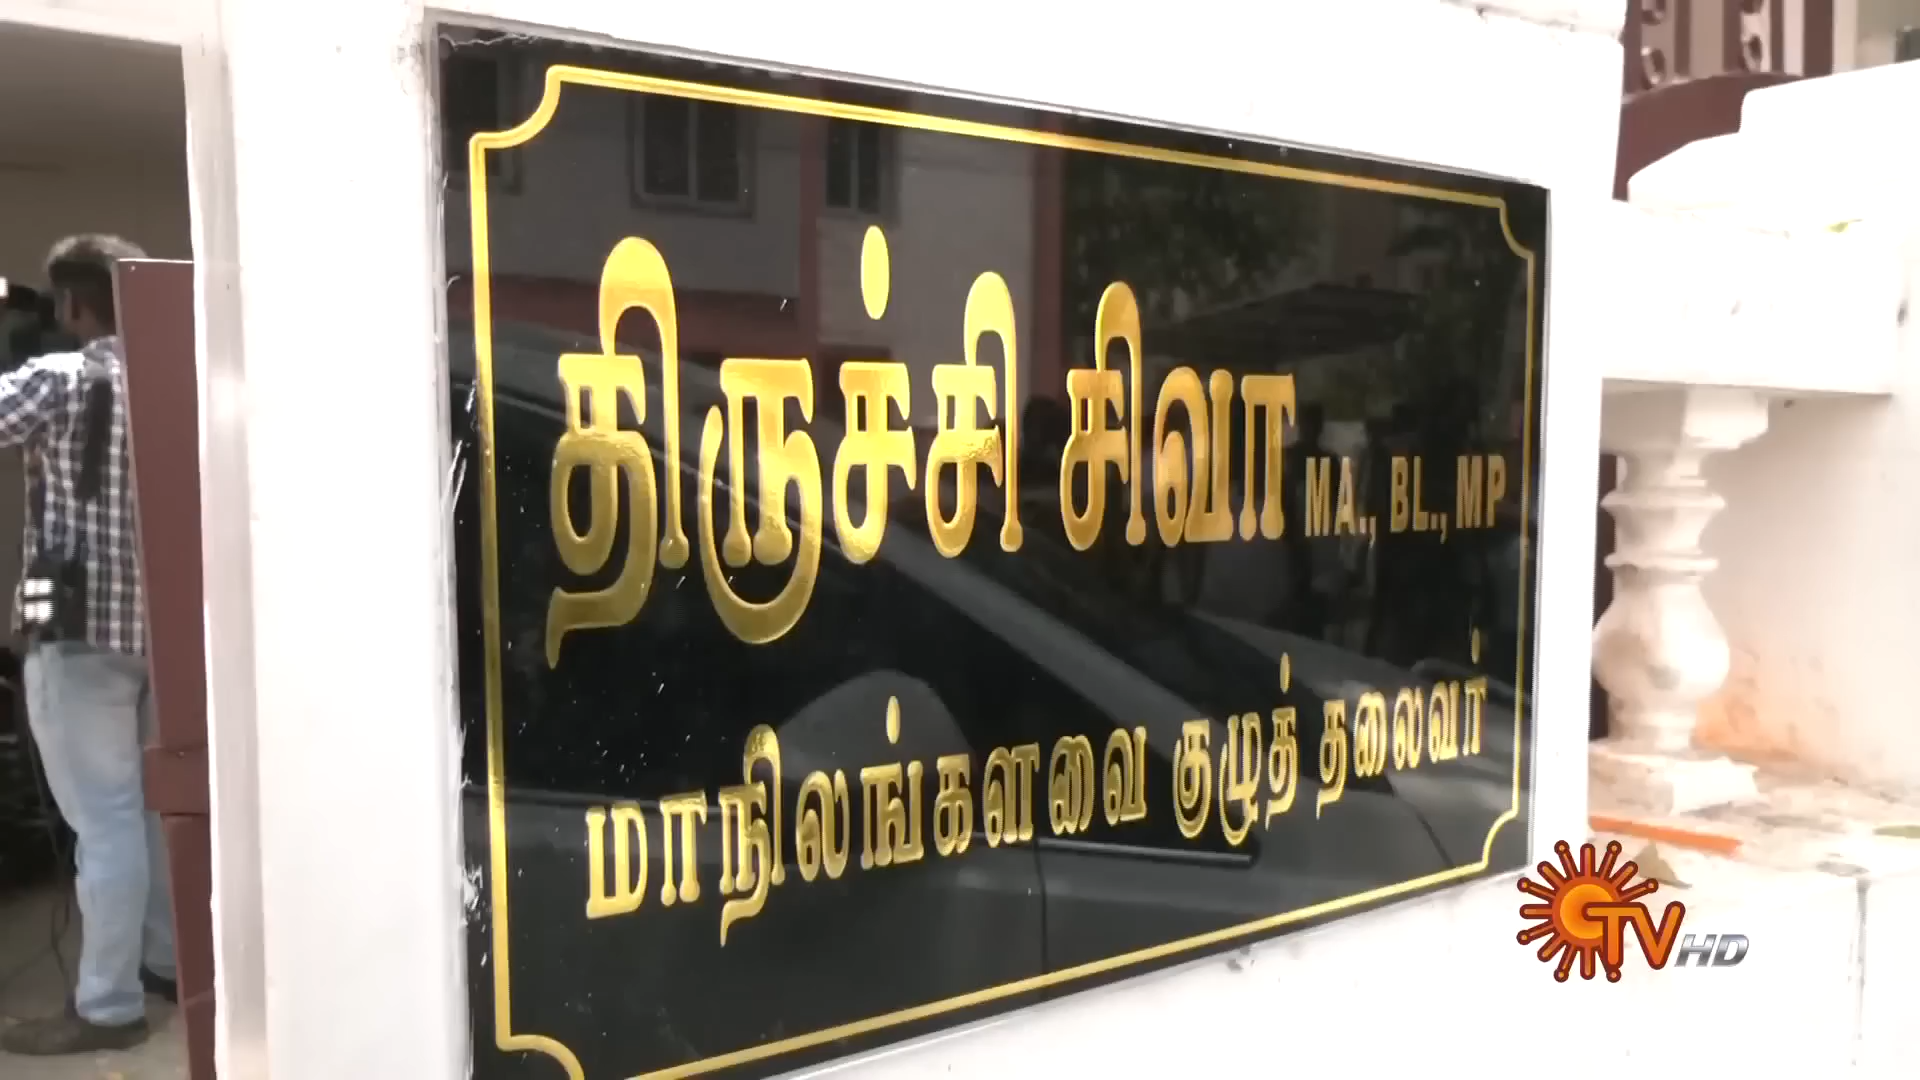 திருச்சி சிவா MA., BL., MP
மாநிலங்களவை குழுத் தலைவர்
TV HD